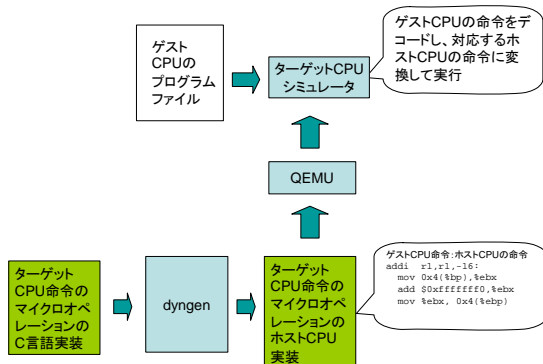 ゲスト
CPUの
プログラム
ファイル
ターゲットCPU
シミュレータ
ゲストCPUの命令をデ
コードし、対応するホ
ストCPUの命令に変
換して実行
QEMU
ターゲット
CPU命令の
マイクロオペ
レーションの
C言語実装
dyngen
ターゲット
CPU命令の
マイクロオペ
レーションの
ホストCPU
実装
ゲストCPU命令:ホストCPUの命令
addi r1,r1,-16:
mov 0x4(%bp),%ebx
add $0xfffffff0,%ebx
mov %ebx, 0x4(%ebp)